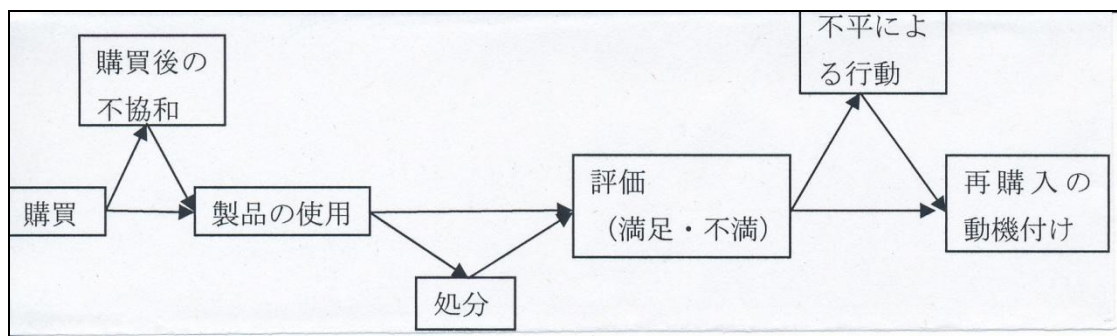 購買後の
不協和
購買
製品の使用
処分
評価
（満足・不満）
不平によ
る行動
再購入の
動機付け